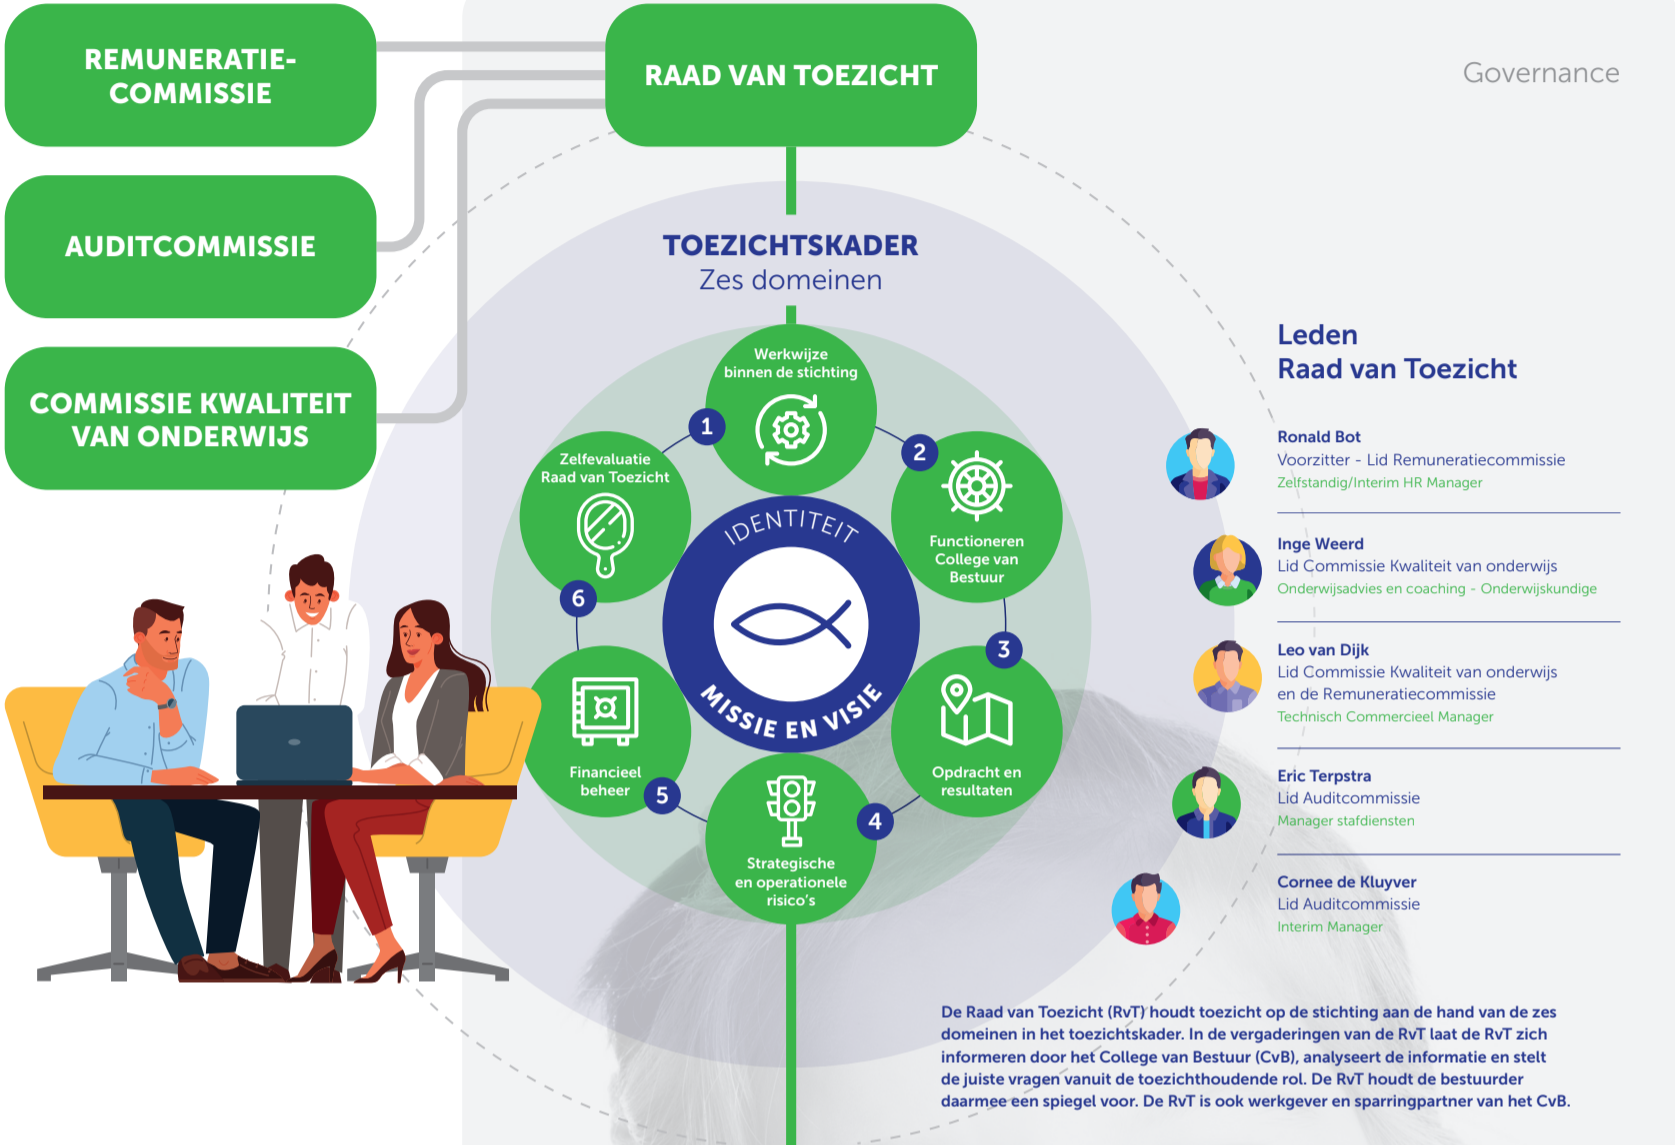 REMUNERATIE-
COMMISSIE
RAAD VAN TOEZICHT
Governance
AUDITCOMMISSIE
COMMISSIE KWALITEIT
VAN ONDERWIJS
TOEZICHTSKADER
Zes domeinen
1
Werkwijze
binnen de stichting
2
Functioneren
College van
Bestuur
3
Opdracht en
resultaten
4
Strategische
en operationele
risico's
5
Financieel
beheer
6
Zelfevaluatie
Raad van Toezicht
IDENTITEIT
MISSIE EN VISIE
Leden
Raad van Toezicht
Ronald Bot
Voorzitter - Lid Remuneratiecommissie
Zelfstandig/Interim HR Manager
Inge Weerd
Lid Commissie Kwaliteit van onderwijs
Onderwijsadvies en coaching - Onderwijskundige
Leo van Dijk
Lid Commissie Kwaliteit van onderwijs
en de Remuneratiecommissie
Technisch Commercieel Manager
Eric Terpstra
Lid Auditcommissie
Manager stafdiensten
Cornee de Kluyver
Lid Auditcommissie
Interim Manager
De Raad van Toezicht (RvT) houdt toezicht op de stichting aan de hand van de zes
domeinen in het toezichtskader. In de vergaderingen van de RvT laat de RvT zich
informeren door het College van Bestuur (CvB), analyseert de informatie en stelt
de juiste vragen vanuit de toezichthoudende rol. De RvT houdt de bestuurder
daarmee een spiegel voor. De RvT is ook werkgever en sparringpartner van het CvB.